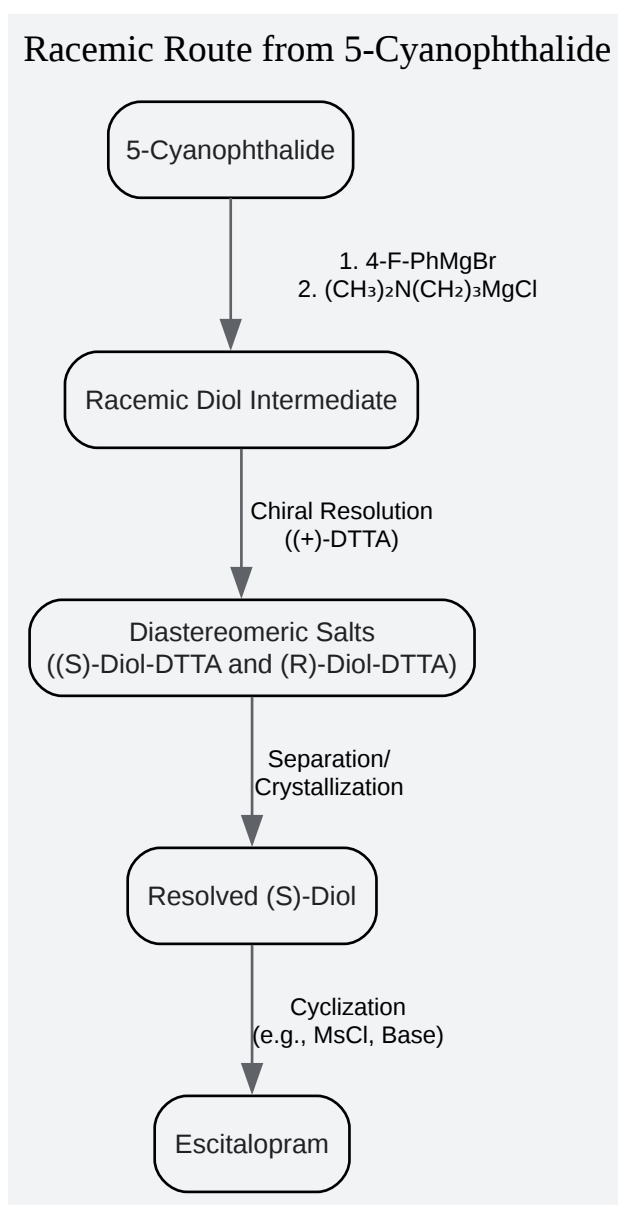 Racemic Route from 5-Cyanophthalide
5-Cyanophthalide
1. 4-F-PhMgBr
2. (CH₃)₂N(CH₂)₃MgCl
Racemic Diol Intermediate
Chiral Resolution
((+)-DTTA)
Diastereomeric Salts
((S)-Diol-DTTA and (R)-Diol-DTTA)
Separation/
Crystallization
Resolved (S)-Diol
Cyclization
(e.g., MsCl, Base)
Escitalopram